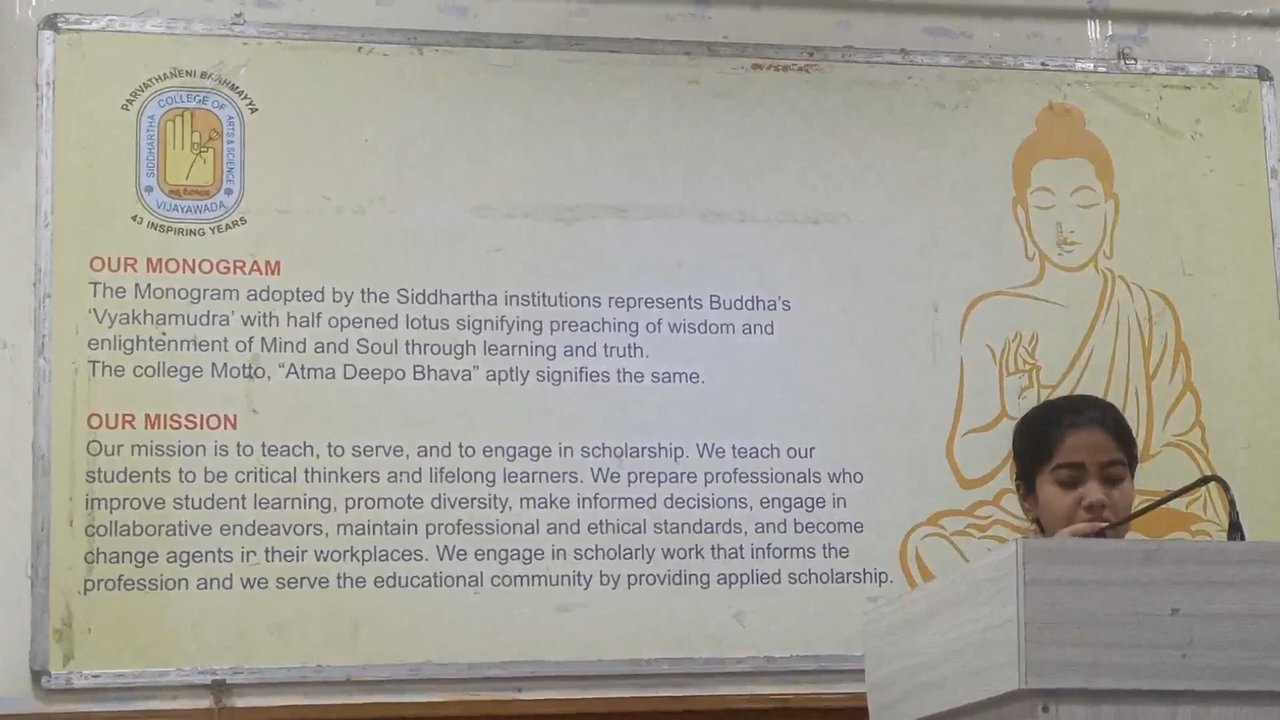 PARVATHANENI BRAHMAYYA
SIDDHARTHA COLLEGE OF ARTS & SCIENCE
VIJAYAWADA
43 INSPIRING YEARS
OUR MONOGRAM
The Monogram adopted by the Siddhartha institutions represents Buddha's
‘Vyakhamudra’ with half opened lotus signifying preaching of wisdom and
enlightenment of Mind and Soul through learning and truth.
The college Motto, “Atma Deepo Bhava” aptly signifies the same.
OUR MISSION
Our mission is to teach, to serve, and to engage in scholarship. We teach our
students to be critical thinkers and lifelong learners. We prepare professionals who
improve student learning, promote diversity, make informed decisions, engage in
collaborative endeavors, maintain professional and ethical standards, and become
change agents in their workplaces. We engage in scholarly work that informs the
profession and we serve the educational community by providing applied scholarship.